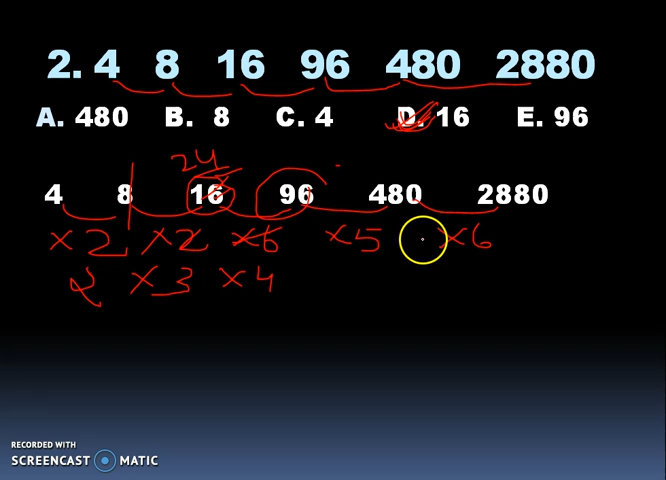 2. 4 8 16 96 480 2880
A. 480 B. 8 C. 4 D. 16 E. 96
24
4 8 16 96 480 2880
×2 ×2 ×6 ×5 ×6
2 ×3 ×4
RECORDED WITH
SCREENCAST MATIC